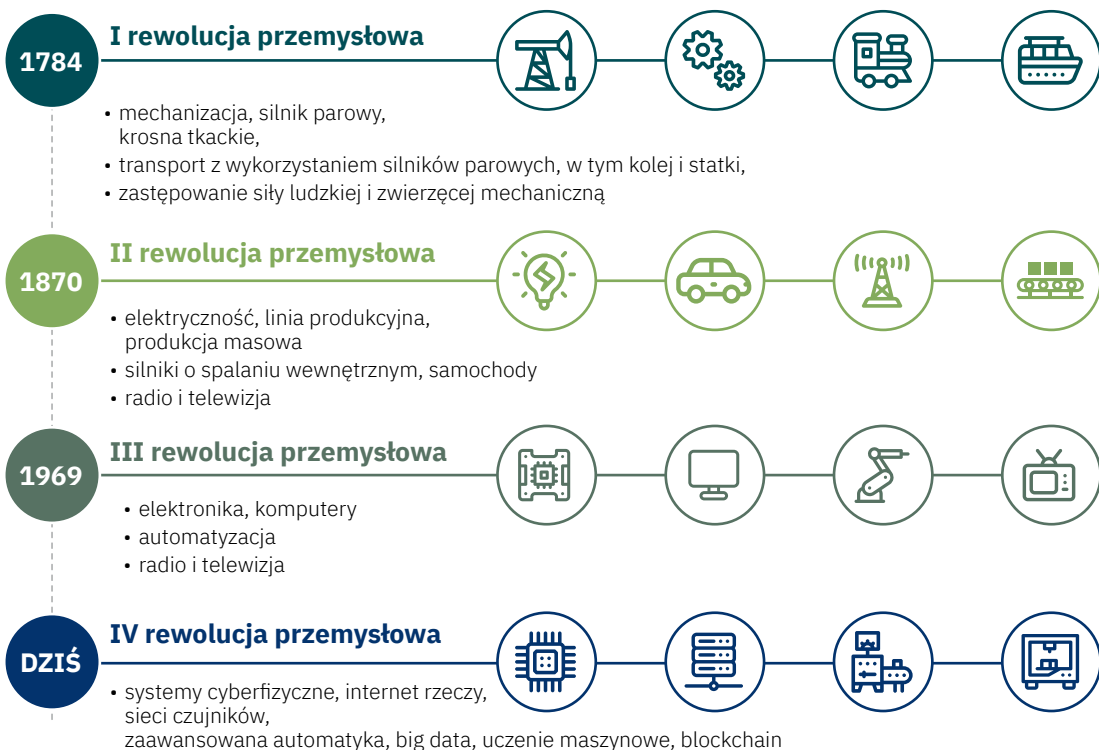 1784
I rewolucja przemysłowa
• mechanizacja, silnik parowy,
krosna tkackie,
• transport z wykorzystaniem silników parowych, w tym kolej i statki,
• zastępowanie siły ludzkiej i zwierzęcej mechaniczną
1870
II rewolucja przemysłowa
• elektryczność, linia produkcyjna,
produkcja masowa
• silniki o spalaniu wewnętrznym, samochody
• radio i telewizja
1969
III rewolucja przemysłowa
• elektronika, komputery
• automatyzacja
• radio i telewizja
DZIŚ
IV rewolucja przemysłowa
• systemy cyberfizyczne, internet rzeczy,
sieci czujników,
zaawansowana automatyka, big data, uczenie maszynowe, blockchain